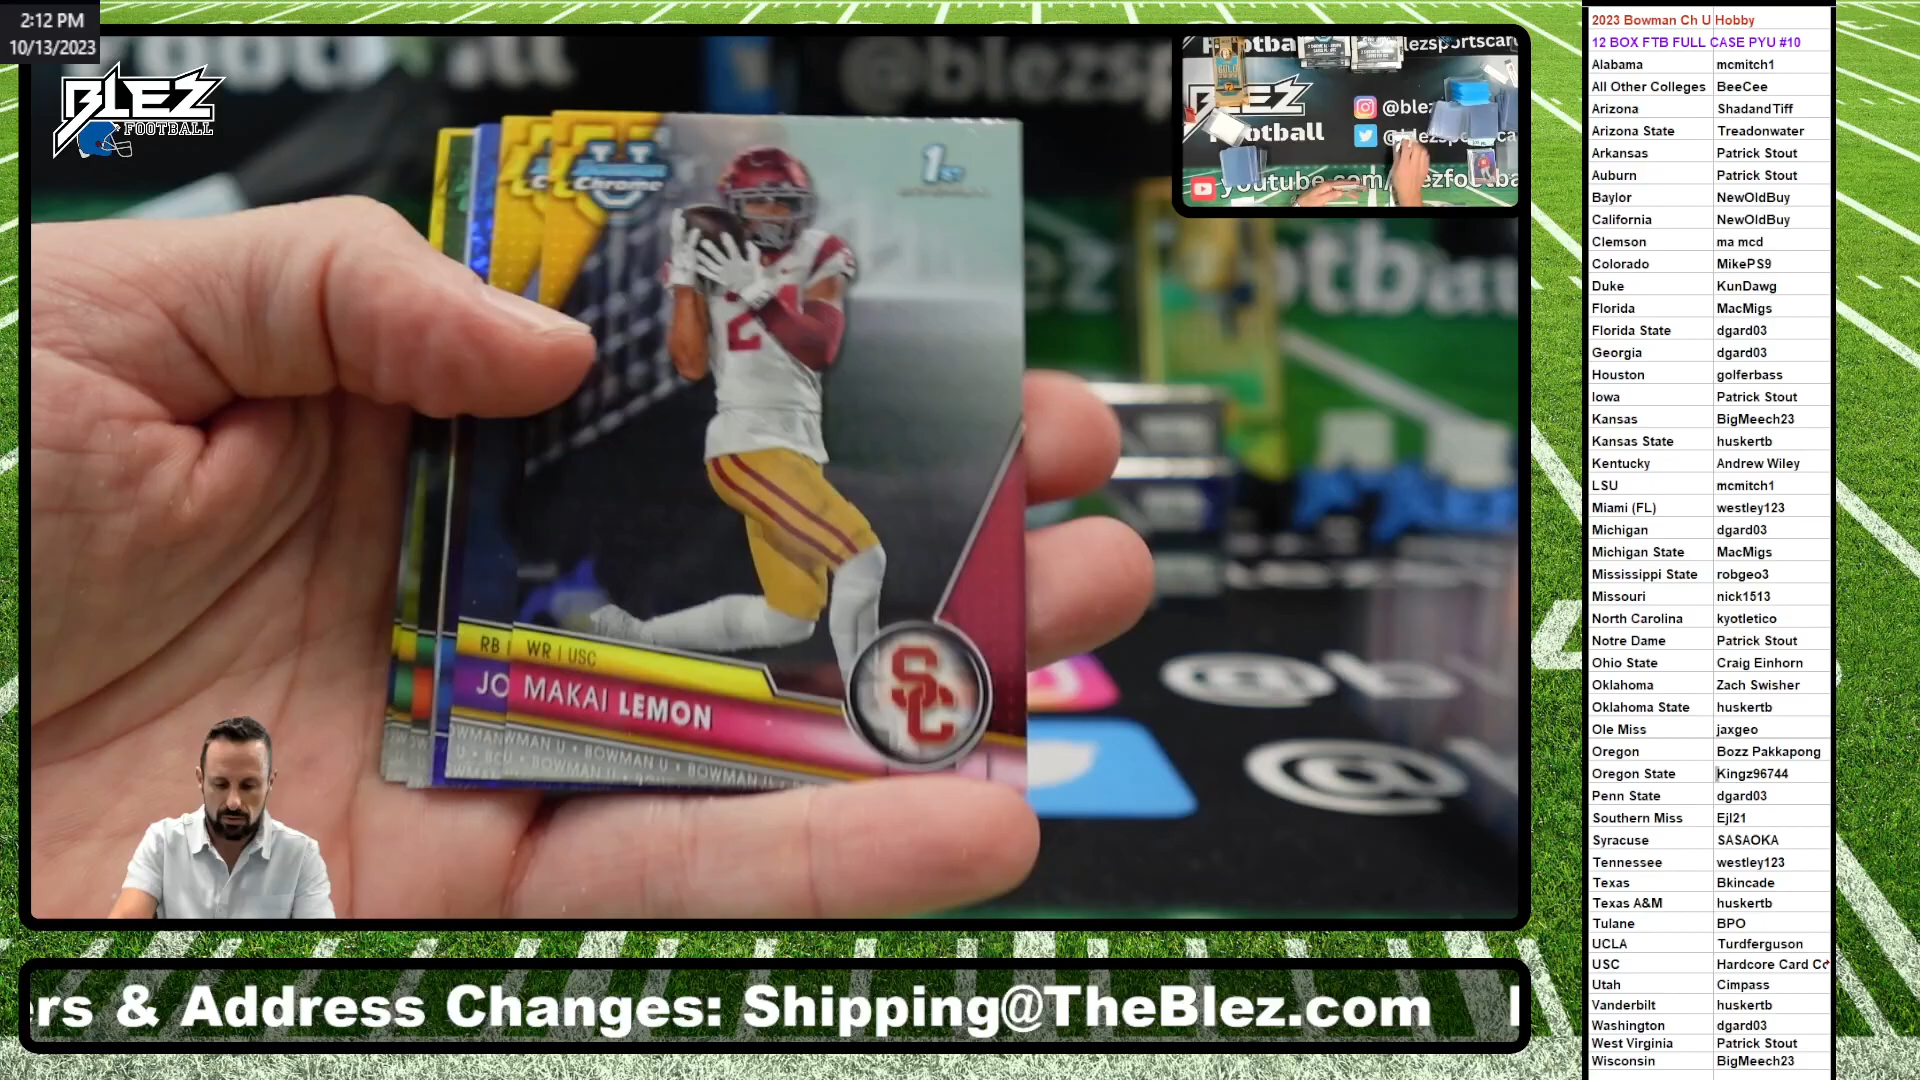 2:12 PM
10/13/2023
BLEZ
FOOTBALL
Chrome
1st
RB |
WR | USC
JO
MAKAI LEMON
BOWMAN U • BOWMAN U
SC
BLEZ
Football
youtube.com/
ers & Address Changes: Shipping@TheBlez.com
2023 Bowman Ch U Hobby
12 BOX FTB FULL CASE PYU #10
Alabama mcmitch1
All Other Colleges BeeCee
Arizona ShadandTiff
Arizona State Treadonwater
Arkansas Patrick Stout
Auburn Patrick Stout
Baylor NewOldBuy
California NewOldBuy
Clemson ma mcd
Colorado MikePS9
Duke KunDawg
Florida MacMigs
Florida State dgard03
Georgia dgard03
Houston golferbass
Iowa Patrick Stout
Kansas BigMeech23
Kansas State huskertb
Kentucky Andrew Wiley
LSU mcmitch1
Miami (FL) westley123
Michigan dgard03
Michigan State MacMigs
Mississippi State robgeo3
Missouri nick1513
North Carolina kyotletico
Notre Dame Patrick Stout
Ohio State Craig Einhorn
Oklahoma Zach Swisher
Oklahoma State huskertb
Ole Miss jaxgeo
Oregon Bozz Pakkapong
Oregon State Kingz96744
Penn State dgard03
Southern Miss Ejl21
Syracuse SASAOKA
Tennessee westley123
Texas Bkincade
Texas A&M huskertb
Tulane BPO
UCLA Turdferguson
USC Hardcore Card Co
Utah Cimpass
Vanderbilt huskertb
Washington dgard03
West Virginia Patrick Stout
Wisconsin BigMeech23